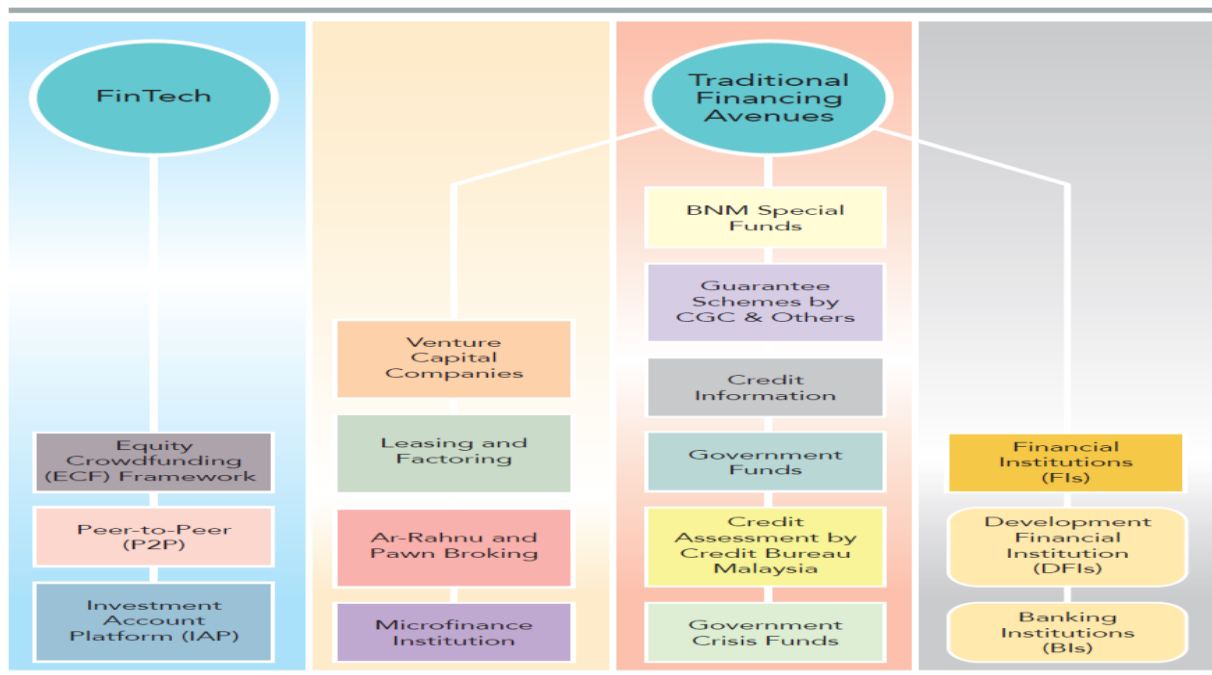 FinTech
Equity
Crowdfunding
(ECF) Framework
Peer-to-Peer
(P2P)
Investment
Account
Platform (IAP)
Venture
Capital
Companies
Leasing and
Factoring
Ar-Rahnu and
Pawn Broking
Microfinance
Institution
Traditional
Financing
Avenues
BNM Special
Funds
Guarantee
Schemes by
CGC & Others
Credit
Information
Government
Funds
Credit
Assessment by
Credit Bureau
Malaysia
Government
Crisis Funds
Financial
Institutions
(FIs)
Development
Financial
Institution
(DFIs)
Banking
Institutions
(BIs)